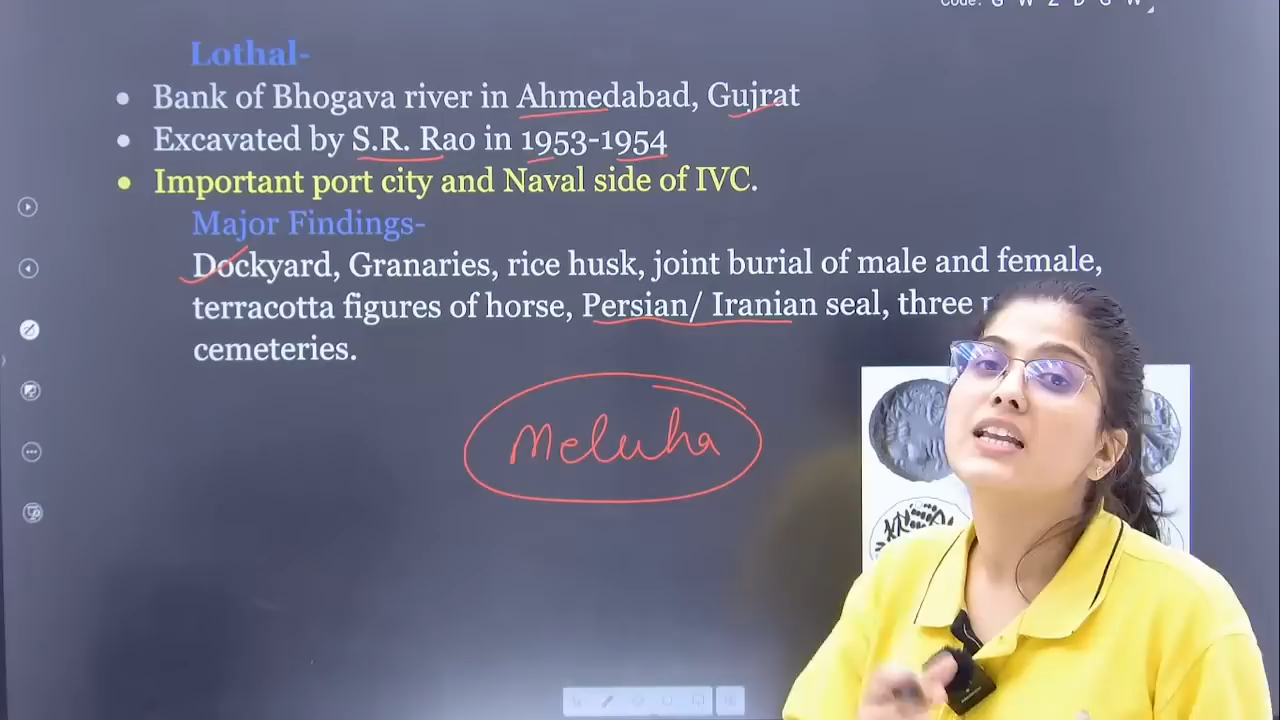 Code: G W Z D G W
Lothal-
• Bank of Bhogava river in Ahmedabad, Gujrat
• Excavated by S.R. Rao in 1953-1954
• Important port city and Naval side of IVC.
Major Findings-
Dockyard, Granaries, rice husk, joint burial of male and female,
terracotta figures of horse, Persian/ Iranian seal, three
cemeteries.
Meluha